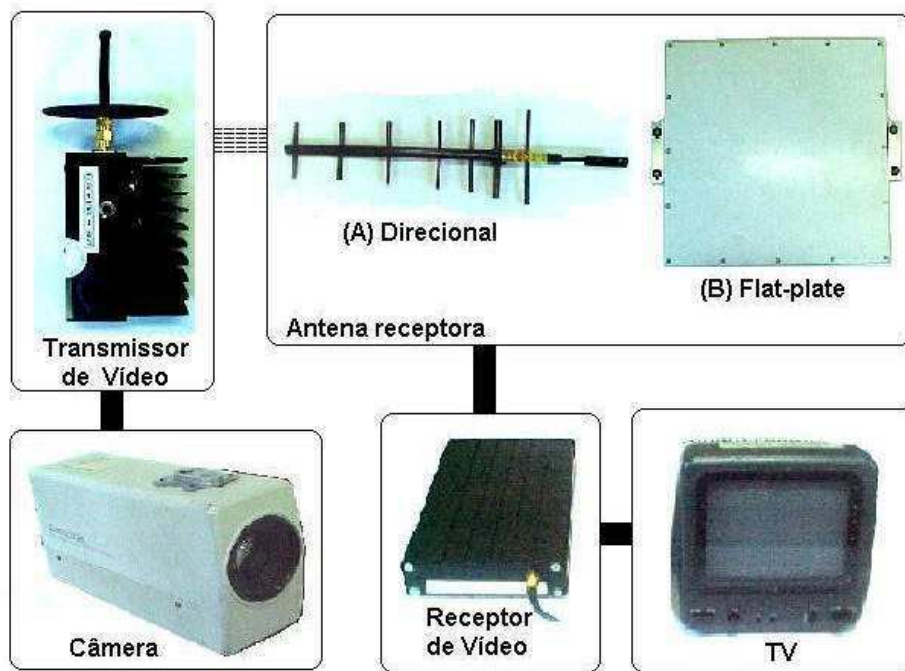 (A) Direcional
(B) Flat-plate
Antena receptora
Transmissor
de Vídeo
Câmera
Receptor
de Vídeo
TV